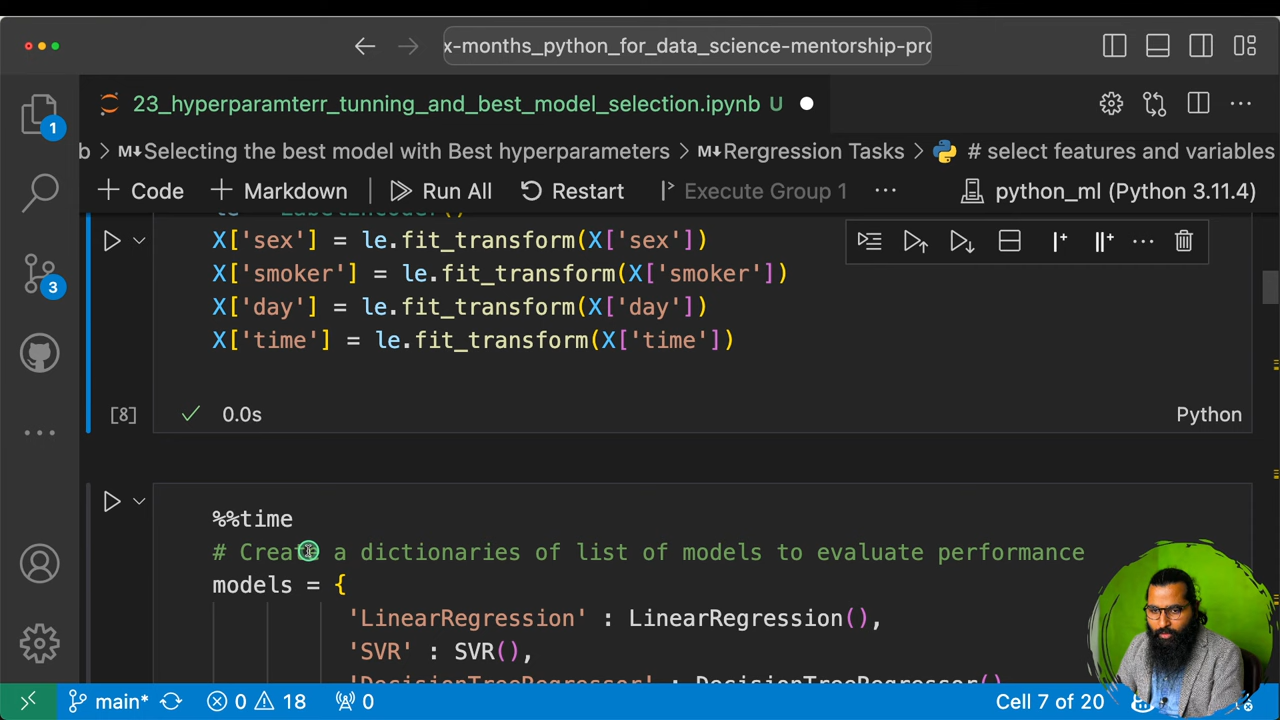 x-months_python_for_data_science-mentorship-pro
23_hyperparamterr_tunning_and_best_model_selection.ipynb U
b > M↓Selecting the best model with Best hyperparameters > M↓Rergression Tasks > # select features and variables
+ Code + Markdown | Run All Restart Execute Group 1 ... python_ml (Python 3.11.4)
le = LabelEncoder()
X['sex'] = le.fit_transform(X['sex'])
X['smoker'] = le.fit_transform(X['smoker'])
X['day'] = le.fit_transform(X['day'])
X['time'] = le.fit_transform(X['time'])
[8] ✓ 0.0s Python
%%time
# Create a dictionaries of list of models to evaluate performance
models = {
'LinearRegression' : LinearRegression(),
'SVR' : SVR(),
'DecisionTreeRegressor' : DecisionTreeRegressor()
1
3
main* 0 18 0 Cell 7 of 20